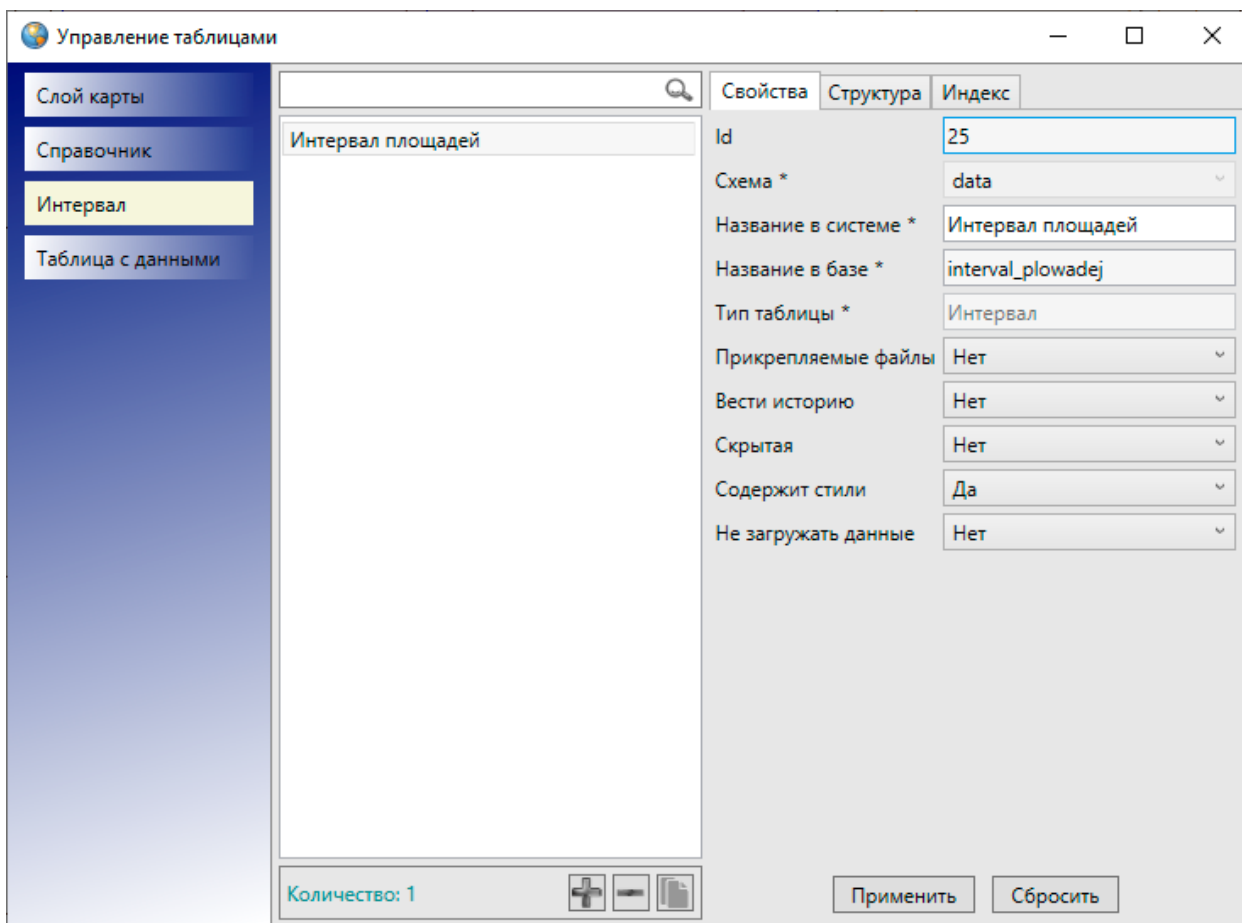 Управление таблицами
Слой карты
Справочник
Интервал
Таблица с данными
Интервал площадей
Количество: 1
Свойства Структура Индекс
Id 25
Схема * data
Название в системе * Интервал площадей
Название в базе * interval_plowadej
Тип таблицы * Интервал
Прикрепляемые файлы Нет
Вести историю Нет
Скрытая Нет
Содержит стили Да
Не загружать данные Нет
Применить Сбросить